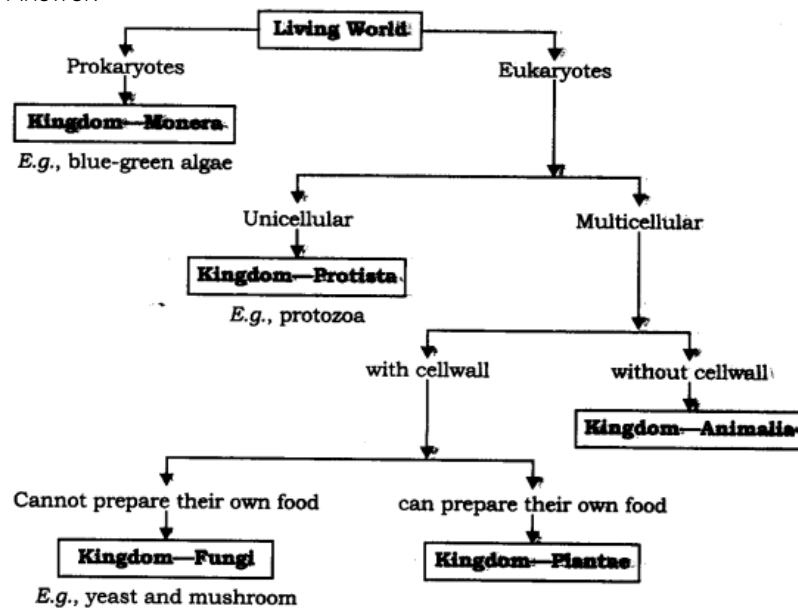 Living World
Prokaryotes
Eukaryotes
Kingdom—Monera
E.g., blue-green algae
Unicellular
Multicellular
Kingdom—Protista
E.g., protozoa
with cellwall
without cellwall
Kingdom—Animalia
Cannot prepare their own food
can prepare their own food
Kingdom—Fungi
Kingdom—Plantae
E.g., yeast and mushroom